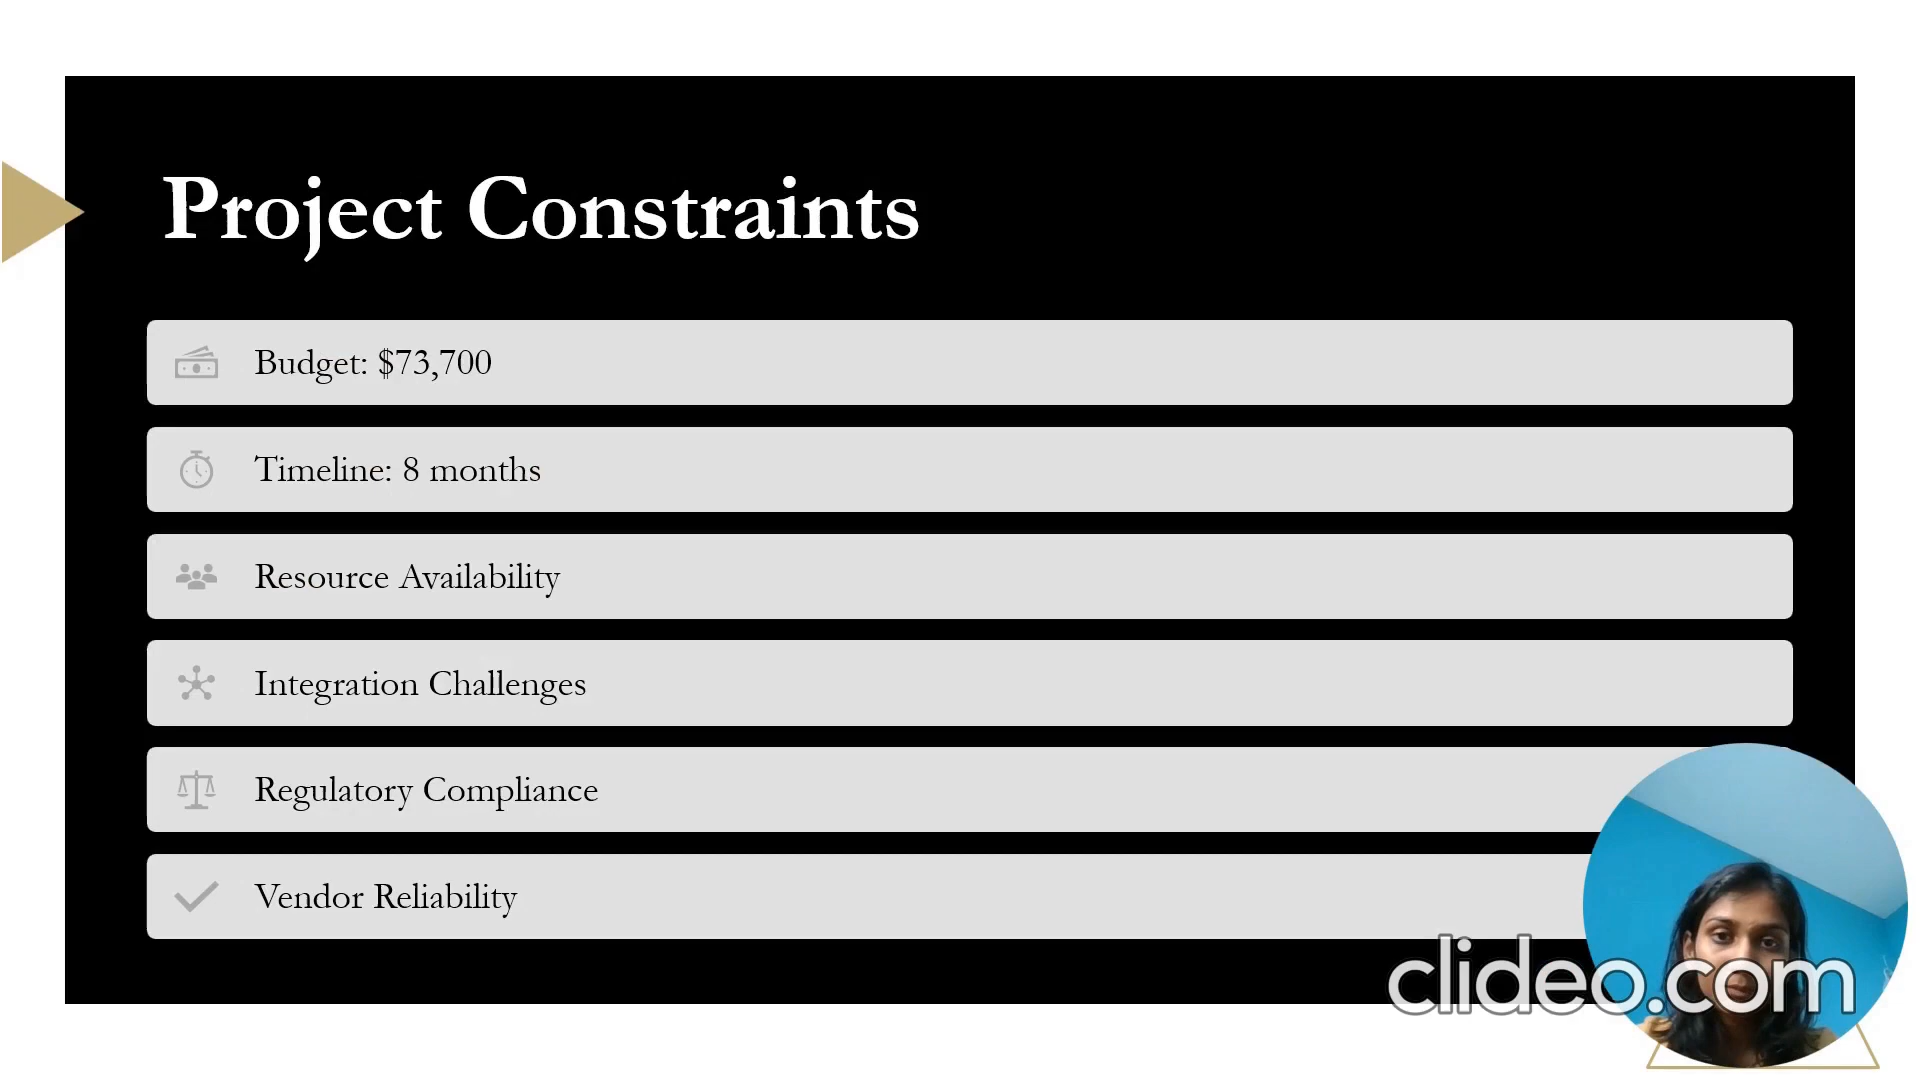 Project Constraints
Budget: $73,700
Timeline: 8 months
Resource Availability
Integration Challenges
Regulatory Compliance
Vendor Reliability
clideo.com